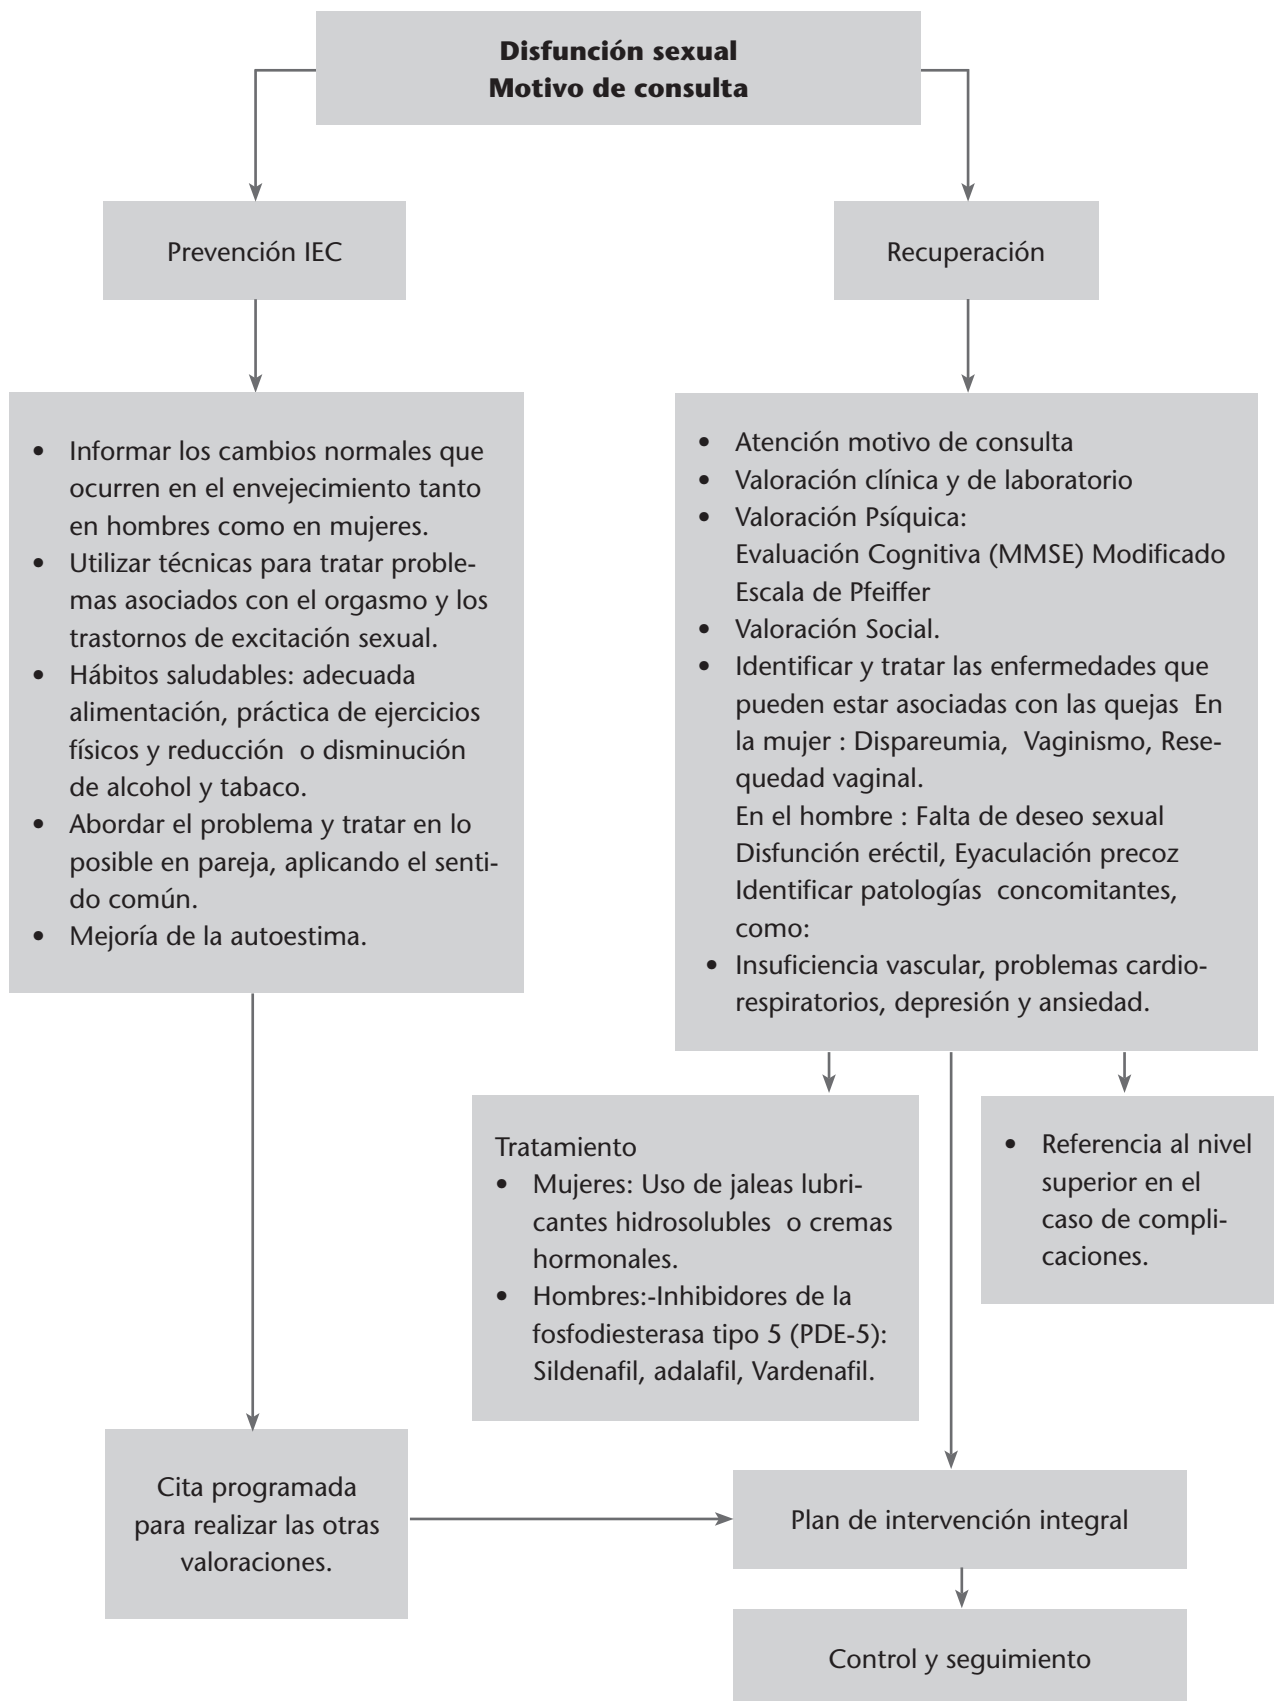 Disfunción sexual
Motivo de consulta
Prevención IEC
Recuperación
• Informar los cambios normales que
ocurren en el envejecimiento tanto
en hombres como en mujeres.
• Utilizar técnicas para tratar proble-
mas asociados con el orgasmo y los
trastornos de excitación sexual.
• Hábitos saludables: adecuada
alimentación, práctica de ejercicios
físicos y reducción o disminución
de alcohol y tabaco.
• Abordar el problema y tratar en lo
posible en pareja, aplicando el senti-
do común.
• Mejoría de la autoestima.
• Atención motivo de consulta
• Valoración clínica y de laboratorio
• Valoración Psíquica:
Evaluación Cognitiva (MMSE) Modificado
Escala de Pfeiffer
• Valoración Social.
• Identificar y tratar las enfermedades que
pueden estar asociadas con las quejas En
la mujer : Dispareumia, Vaginismo, Rese-
quedad vaginal.
En el hombre : Falta de deseo sexual
Disfunción eréctil, Eyaculación precoz
Identificar patologías concomitantes,
como:
• Insuficiencia vascular, problemas cardio-
respiratorios, depresión y ansiedad.
Tratamiento
• Mujeres: Uso de jaleas lubri-
cantes hidrosolubles o cremas
hormonales.
• Hombres:-Inhibidores de la
fosfodiesterasa tipo 5 (PDE-5):
Sildenafil, adalafil, Vardenafil.
• Referencia al nivel
superior en el
caso de compli-
caciones.
Cita programada
para realizar las otras
valoraciones.
Plan de intervención integral
Control y seguimiento